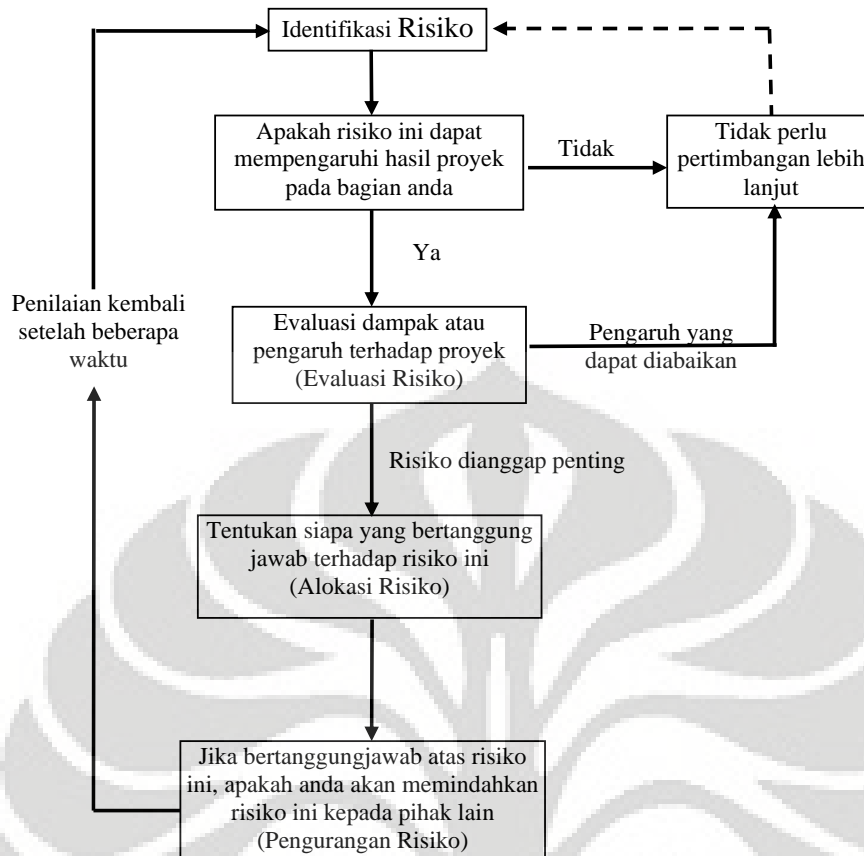 Identifikasi Risiko
Apakah risiko ini dapat
mempengaruhi hasil proyek
pada bagian anda
Tidak
Tidak perlu
pertimbangan lebih
lanjut
Ya
Penilaian kembali
setelah beberapa
waktu
Evaluasi dampak atau
pengaruh terhadap proyek
(Evaluasi Risiko)
Pengaruh yang
dapat diabaikan
Risiko dianggap penting
Tentukan siapa yang bertanggung
jawab terhadap risiko ini
(Alokasi Risiko)
Jika bertanggungjawab atas risiko
ini, apakah anda akan memindahkan
risiko ini kepada pihak lain
(Pengurangan Risiko)